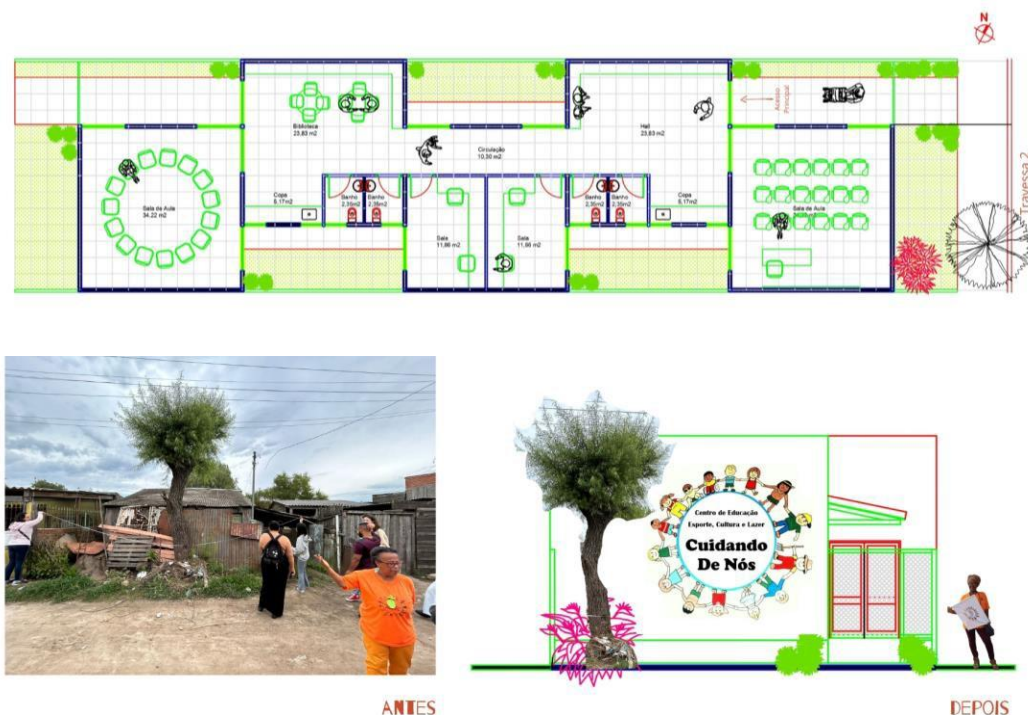 N
Biblioteca
23,83 m2
Hall
23,83 m2
Acesso
Principal
Circulação
10,30 m2
Travessa 2
Sala de Aula
34,22 m2
Copa
6,17m2
Banho
2,35m2
Banho
2,35m2
Sala
11,86 m2
Sala
11,86 m2
Banho
2,35m2
Banho
2,35m2
Copa
6,17m2
Sala de Aula
Centro de Educação
Esporte, Cultura e Lazer
Cuidando
De Nós
ANTES
DEPOIS